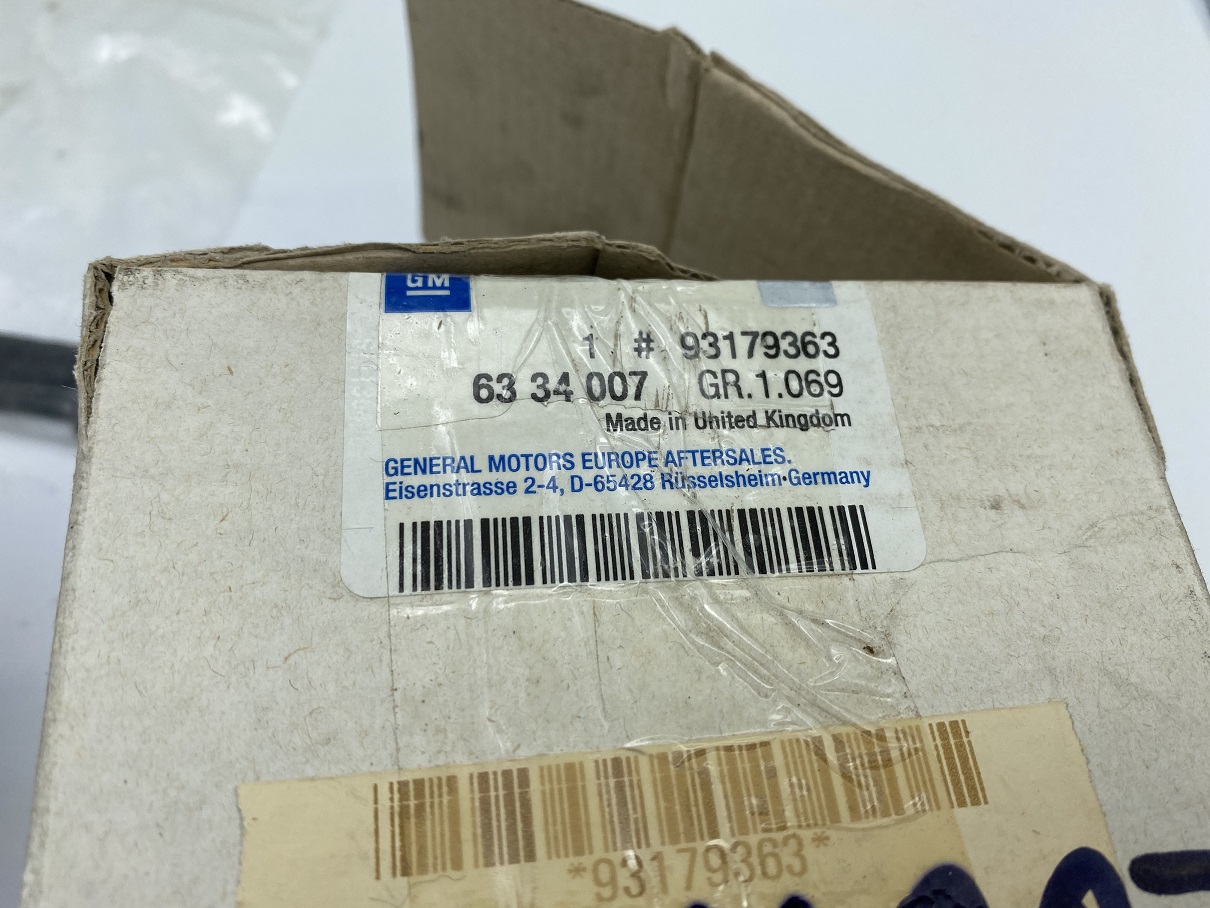 GM
1 # 93179363
63 34 007 GR.1.069
Made in United Kingdom
GENERAL MOTORS EUROPE AFTERSALES.
Eisenstrasse 2-4, D-65428 Rüsselsheim·Germany
*93179363*